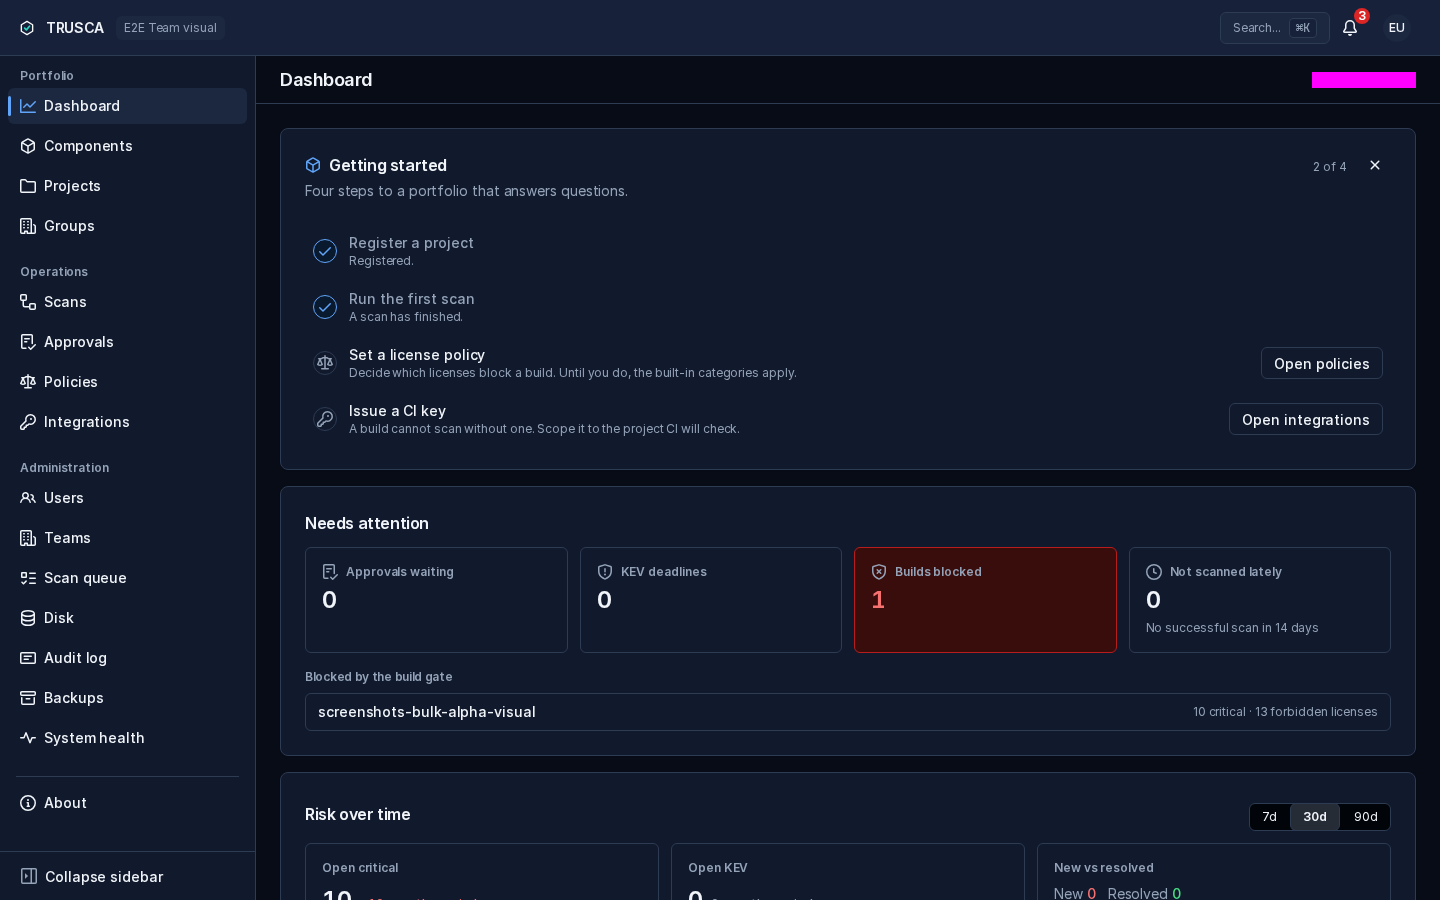 TRUSCA
E2E Team visual
Search...
⌘K
3
EU
Portfolio
Dashboard
Components
Projects
Groups
Operations
Scans
Approvals
Policies
Integrations
Administration
Users
Teams
Scan queue
Disk
Audit log
Backups
System health
About
Collapse sidebar
Dashboard
Getting started
2 of 4
Four steps to a portfolio that answers questions.
Register a project
Registered.
Run the first scan
A scan has finished.
Set a license policy
Decide which licenses block a build. Until you do, the built-in categories apply.
Open policies
Issue a CI key
A build cannot scan without one. Scope it to the project CI will check.
Open integrations
Needs attention
Approvals waiting
0
KEV deadlines
0
Builds blocked
1
Not scanned lately
0
No successful scan in 14 days
Blocked by the build gate
screenshots-bulk-alpha-visual
10 critical · 13 forbidden licenses
Risk over time
7d
30d
90d
Open critical
10
Open KEV
0
New vs resolved
New 0 Resolved 0